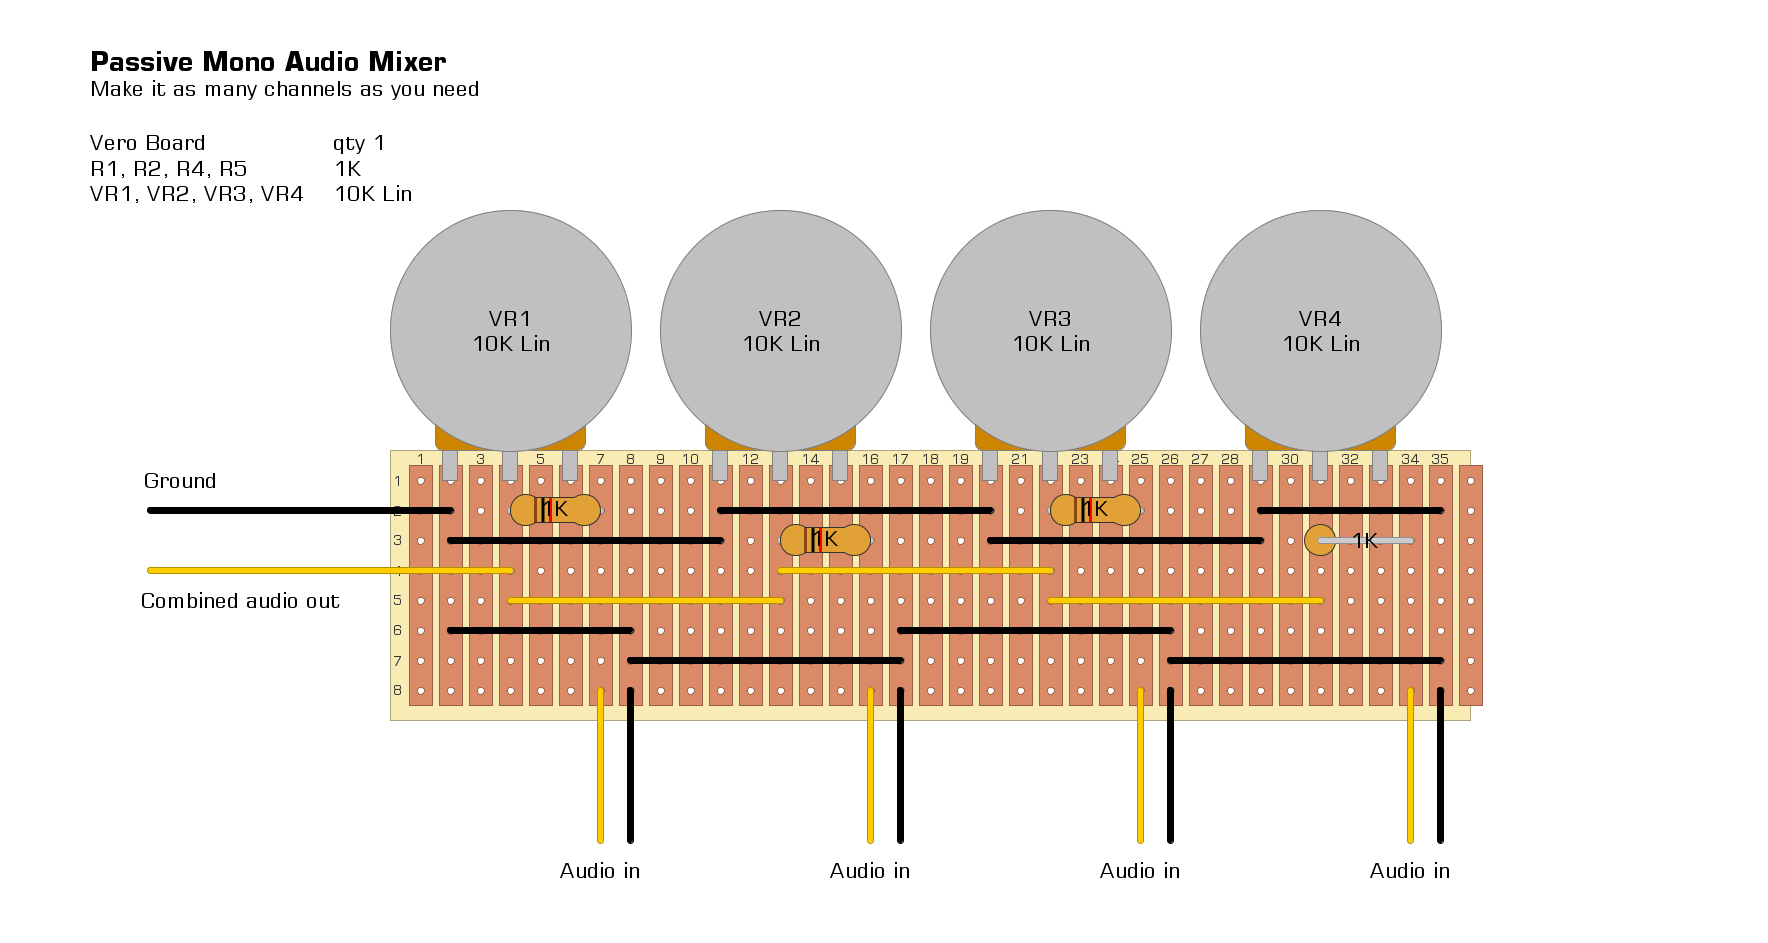 Passive Mono Audio Mixer
Make it as many channels as you need
Vero Board qty 1
R1, R2, R4, R5 1K
VR1, VR2, VR3, VR4 10K Lin
VR1
10K Lin
VR2
10K Lin
VR3
10K Lin
VR4
10K Lin
1 3 5 7 8 9 10 12 14 16 17 18 19 21 23 25 26 27 28 30 32 34 35
Ground
1
1K
1K
3
1K
1K
Combined audio out
5
6
7
8
Audio in
Audio in
Audio in
Audio in